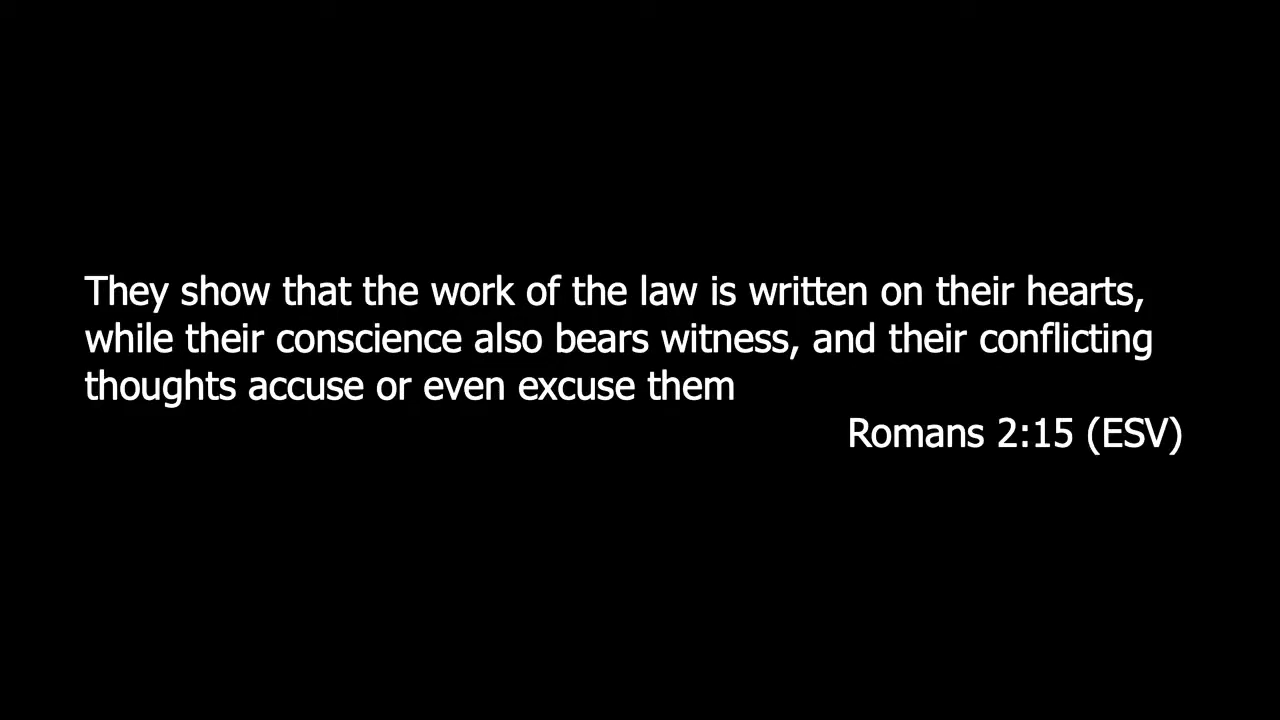 They show that the work of the law is written on their hearts,
while their conscience also bears witness, and their conflicting
thoughts accuse or even excuse them
Romans 2:15 (ESV)